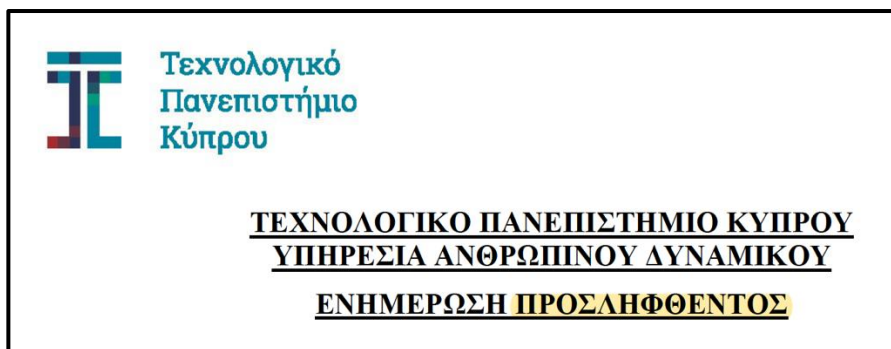 Τεχνολογικό
Πανεπιστήμιο
Κύπρου
ΤΕΧΝΟΛΟΓΙΚΟ ΠΑΝΕΠΙΣΤΗΜΙΟ ΚΥΠΡΟΥ
ΥΠΗΡΕΣΙΑ ΑΝΘΡΩΠΙΝΟΥ ΔΥΝΑΜΙΚΟΥ
ΕΝΗΜΕΡΩΣΗ ΠΡΟΣΛΗΦΘΕΝΤΟΣ